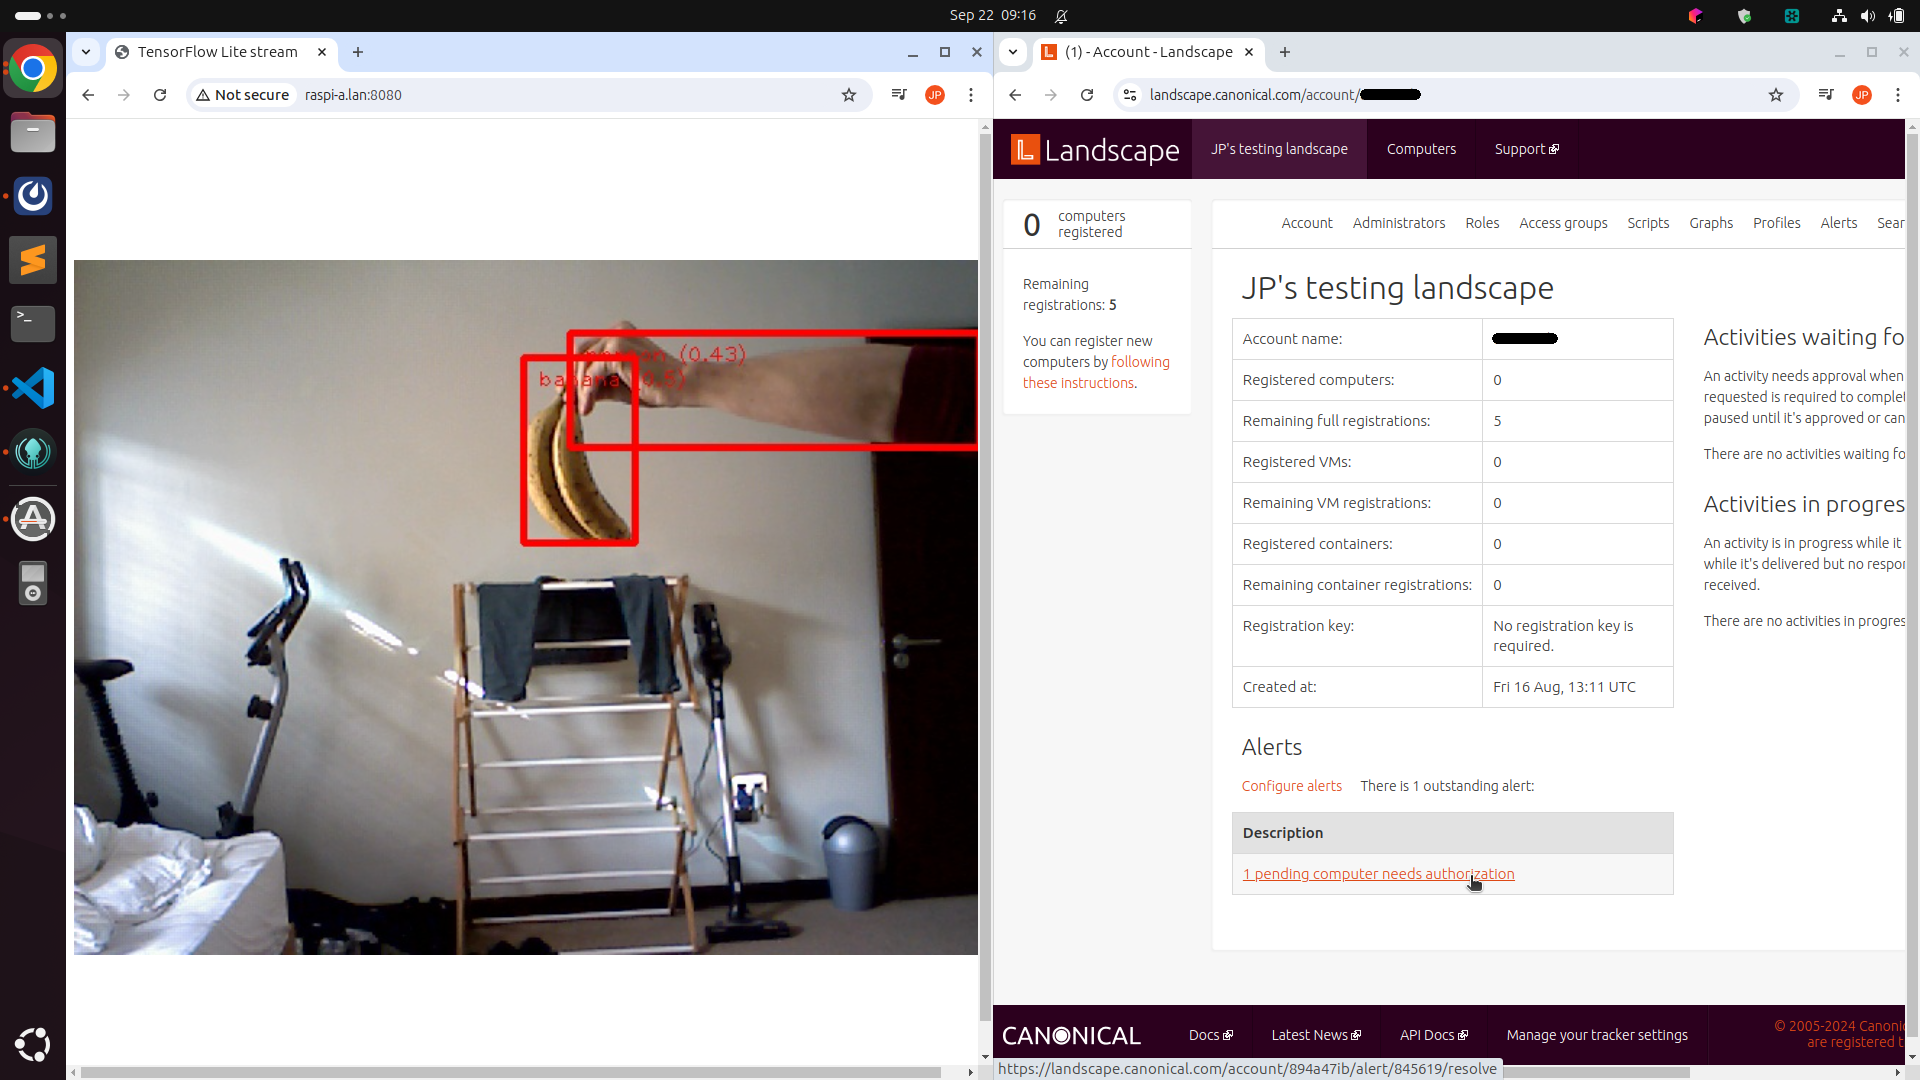 Sep 22 09:16
TensorFlow Lite stream
Not secure
raspi-a.lan:8080
JP
(0.43)
banana (0.5)
(1) - Account - Landscape
landscape.canonical.com/account/
JP
Landscape
JP's testing landscape
Computers
Support
0 computers registered
Remaining
registrations: 5
You can register new
computers by following
these instructions.
Account
Administrators
Roles
Access groups
Scripts
Graphs
Profiles
Alerts
Sear
JP's testing landscape
Account name:
Registered computers: 0
Remaining full registrations: 5
Registered VMs: 0
Remaining VM registrations: 0
Registered containers: 0
Remaining container registrations: 0
Registration key: No registration key is
required.
Created at: Fri 16 Aug, 13:11 UTC
Alerts
Configure alerts There is 1 outstanding alert:
Description
1 pending computer needs authorization
Activities waiting fo
An activity needs approval when
requested is required to complet
paused until it's approved or can
There are no activities waiting fo
Activities in progres
An activity is in progress while it
while it's delivered but no respor
received.
There are no activities in progres
CANONICAL
Docs
Latest News
API Docs
Manage your tracker settings
© 2005-2024 Canonic
are registered t
https://landscape.canonical.com/account/894a47ib/alert/845619/resolve